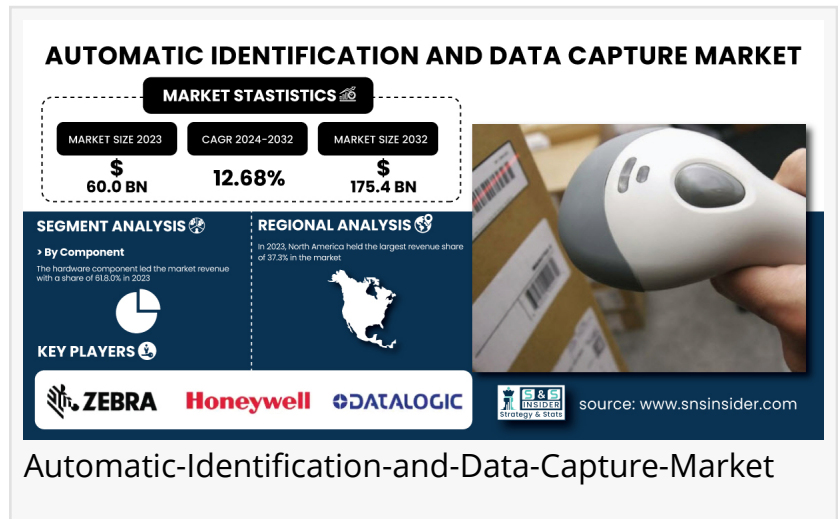 AUTOMATIC IDENTIFICATION AND DATA CAPTURE MARKET
MARKET STASTISTICS
MARKET SIZE 2023
$
60.0 BN
CAGR 2024-2032
12.68%
MARKET SIZE 2032
$
175.4 BN
SEGMENT ANALYSIS
> By Component
The hardware component led the market revenue
with a share of 61.8.0% in 2023
REGIONAL ANALYSIS
In 2023, North America held the largest revenue share
of 37.3% in the market
KEY PLAYERS
ZEBRA
Honeywell
DATALOGIC
S & S
INSIDER
Strategy & Stats
source: www.snsinsider.com
Automatic-Identification-and-Data-Capture-Market